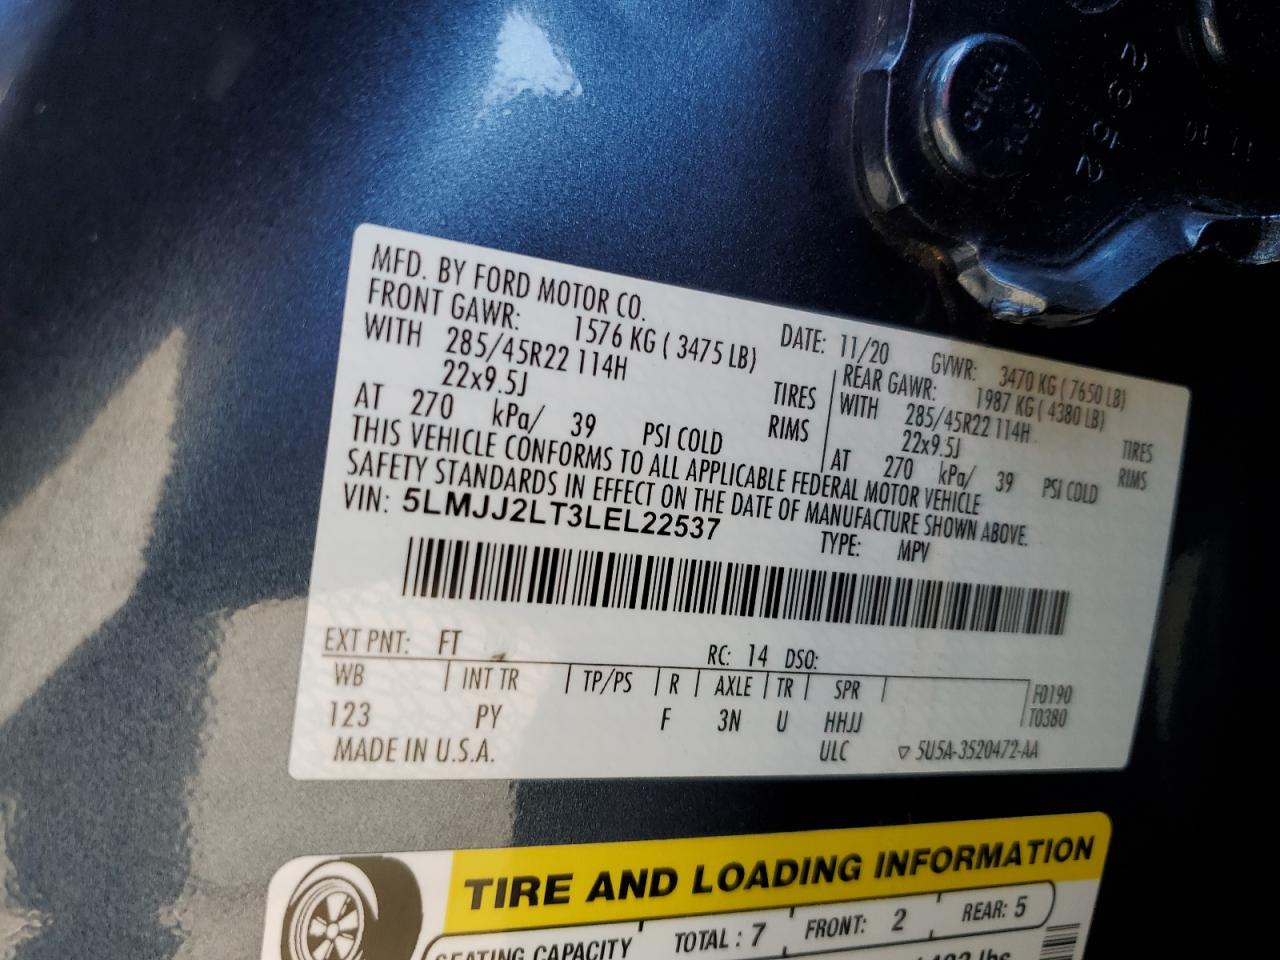 2952
MFD. BY FORD MOTOR CO.
DATE: 11/20 GVWR: 3470 KG ( 7650 LB)
FRONT GAWR: 1576 KG ( 3475 LB)
WITH 285/45R22 114H TIRES
22x9.5J RIMS
AT 270 kPa/ 39 PSI COLD
REAR GAWR: 1987 KG ( 4380 LB)
WITH 285/45R22 114H TIRES
22x9.5J RIMS
AT 270 kPa/ 39 PSI COLD
THIS VEHICLE CONFORMS TO ALL APPLICABLE FEDERAL MOTOR VEHICLE
SAFETY STANDARDS IN EFFECT ON THE DATE OF MANUFACTURE SHOWN ABOVE.
VIN: 5LMJJ2LT3LEL22537 TYPE: MPV
EXT PNT: FT RC: 14 DSO:
WB INT TR TP/PS R AXLE TR SPR F0190
123 PY F 3N U HHJJ T0380
MADE IN U.S.A. ULC ▽ 5U5A-3520472-AA
TIRE AND LOADING INFORMATION
SEATING CAPACITY TOTAL : 7 FRONT: 2 REAR: 5
lbs